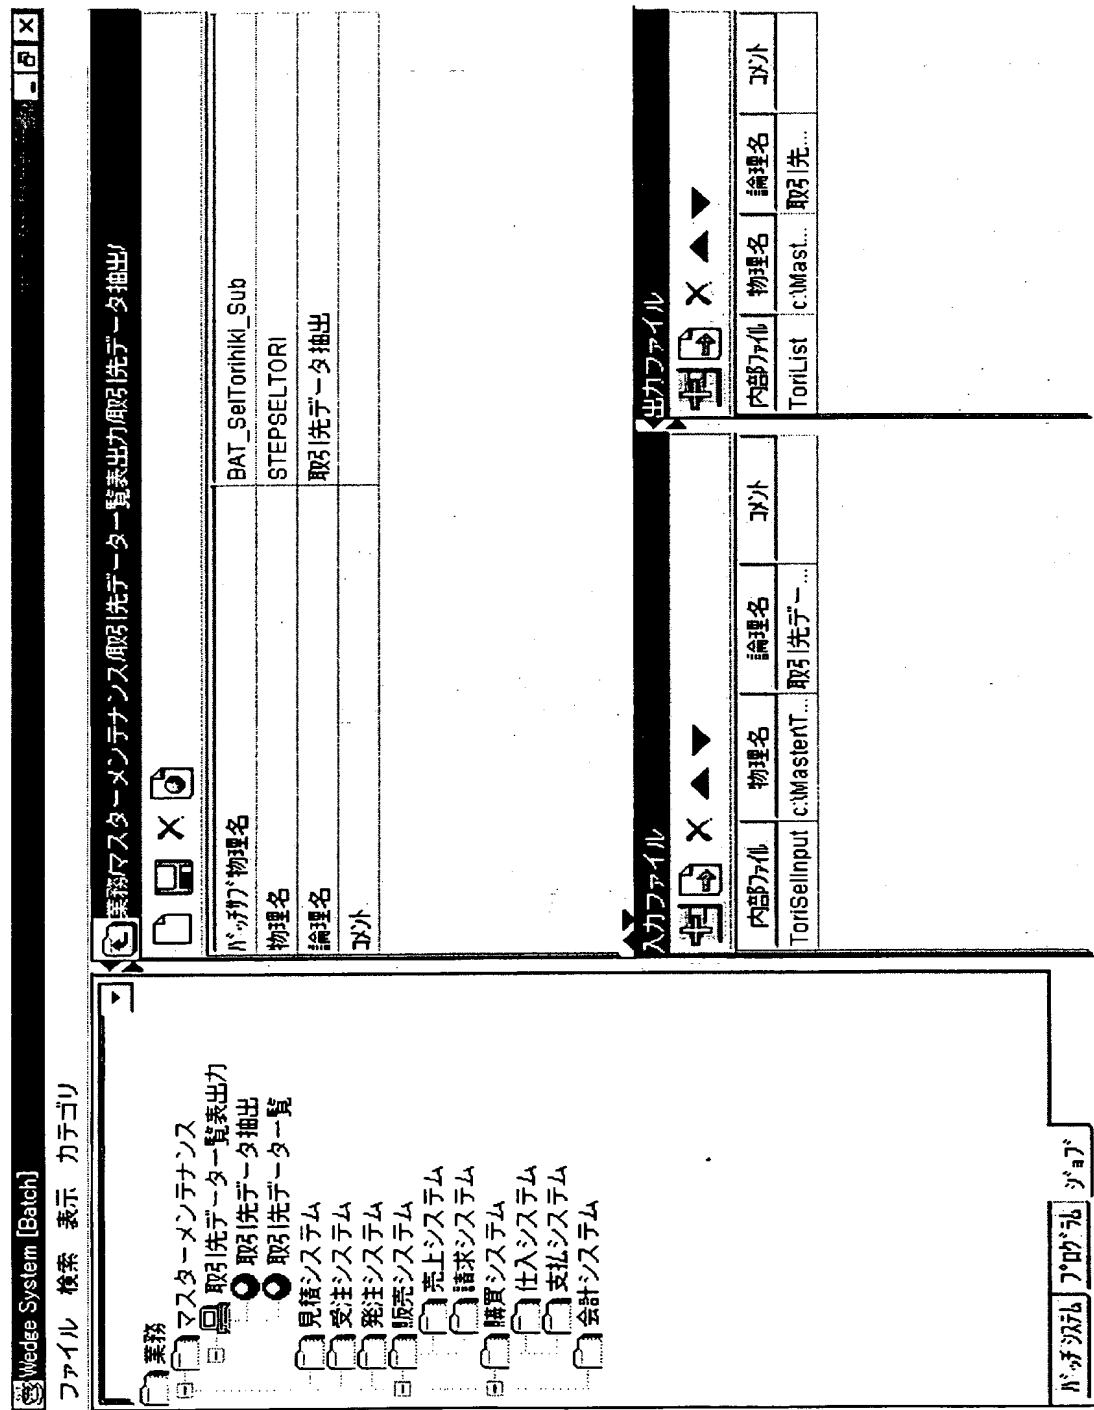 Wedge System [Batch]
ファイル 検索 表示 カテゴリ
業務
マスターメンテナンス
取引先データ一覧表出力
取引先データ抽出
取引先データ一覧
見積システム
受注システム
発注システム
販売システム
売上システム
請求システム
購買システム
仕入システム
支払システム
会計システム
バッチシステム プログラム ジョブ
業務/マスターメンテナンス/取引先データ一覧表出力/取引先データ抽出/
バッチサブ物理名 BAT_SelTorihiki_Sub
物理名 STEPSELTORI
論理名 取引先データ抽出
コメント
入力ファイル
内部ファイル 物理名 論理名 コメント
ToriSelInput c:\Master\T... 取引先デー...
出力ファイル
内部ファイル 物理名 論理名 コメント
ToriList c:\Mast... 取引先...